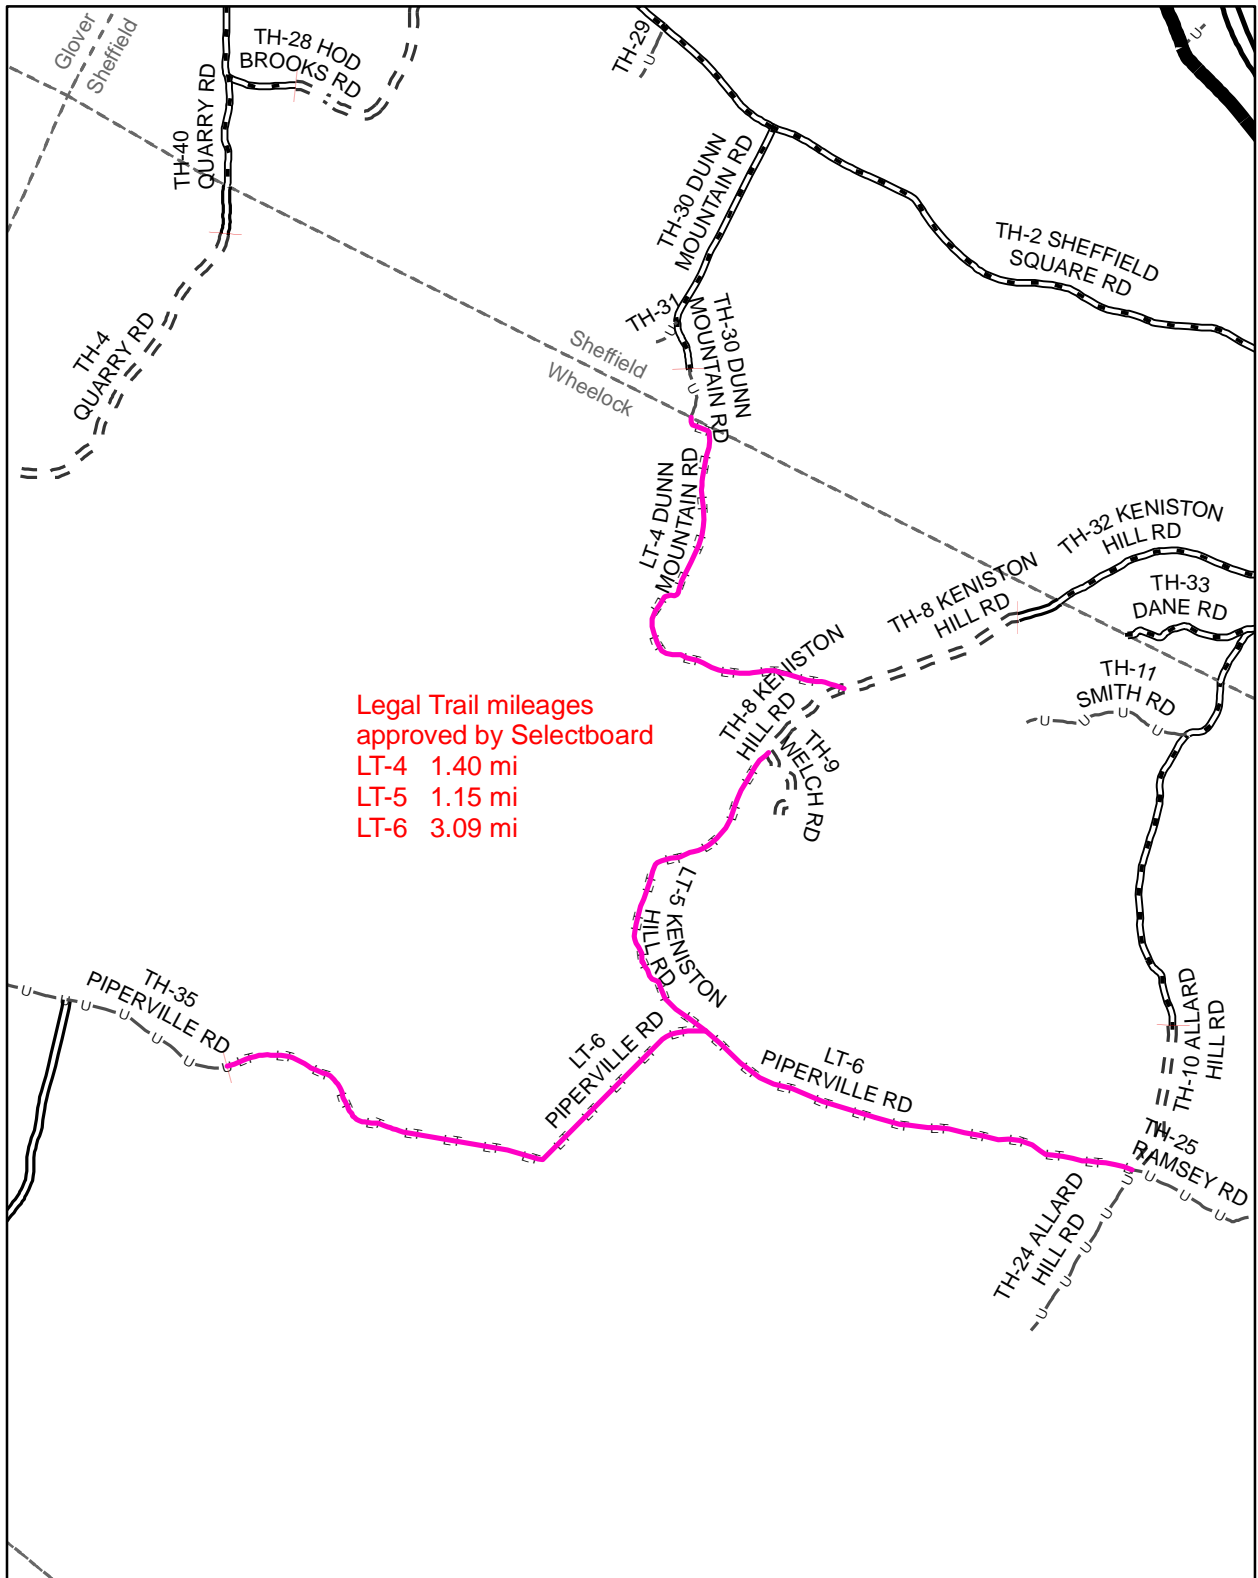 Glover
Sheffield
TH-28 HOD
BROOKS RD
TH-40
QUARRY RD
TH-29
U
U
TH-30 DUNN
MOUNTAIN RD
TH-2 SHEFFIELD
SQUARE RD
TH-31
U
TH-30 DUNN
MOUNTAIN RD
U
TH-4
QUARRY RD
Sheffield
Wheelock
LT-4 DUNN
MOUNTAIN RD
TH-32 KENISTON
HILL RD
TH-8 KENISTON
HILL RD
TH-33
DANE RD
TH-11
SMITH RD
U U U U
TH-8 KENISTON
HILL RD
TH-9
WELCH RD
Legal Trail mileages
approved by Selectboard
LT-4 1.40 mi
LT-5 1.15 mi
LT-6 3.09 mi
LT-5 KENISTON
HILL RD
TH-35
PIPERVILLE RD
U U U U U U U
LT-6
PIPERVILLE RD
LT-6
PIPERVILLE RD
TH-10 ALLARD
HILL RD
TH-25
RAMSEY RD
U U U
TH-24 ALLARD
HILL RD
U U U U U